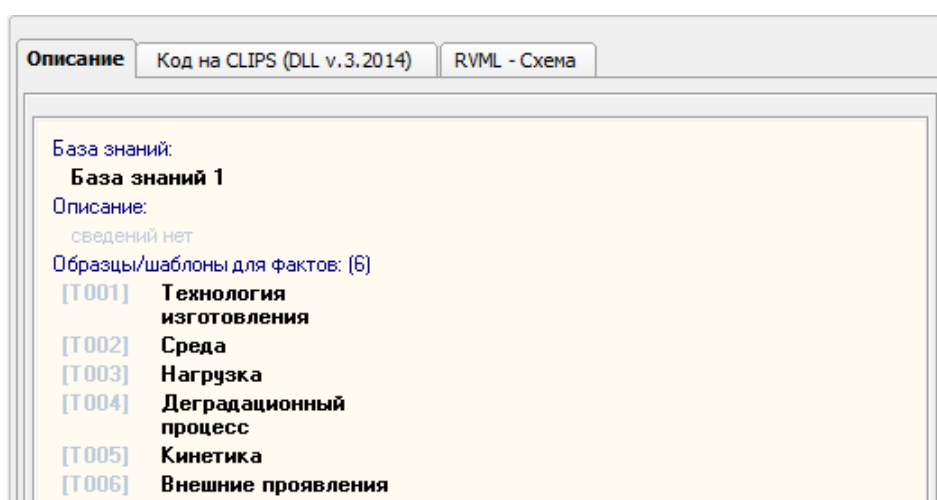 Описание Код на CLIPS (DLL v.3.2014) RVML - Схема
База знаний:
База знаний 1
Описание:
сведений нет
Образцы/шаблоны для фактов: (6)
[T001] Технология
изготовления
[T002] Среда
[T003] Нагрузка
[T004] Деградационный
процесс
[T005] Кинетика
[T006] Внешние проявления